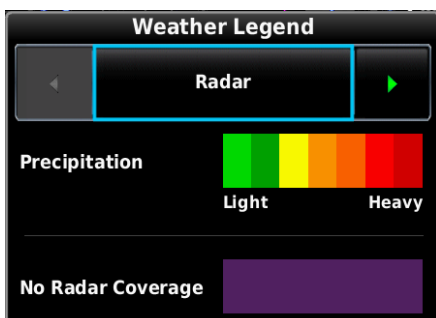 Weather Legend
Radar
Precipitation
Light Heavy
No Radar Coverage